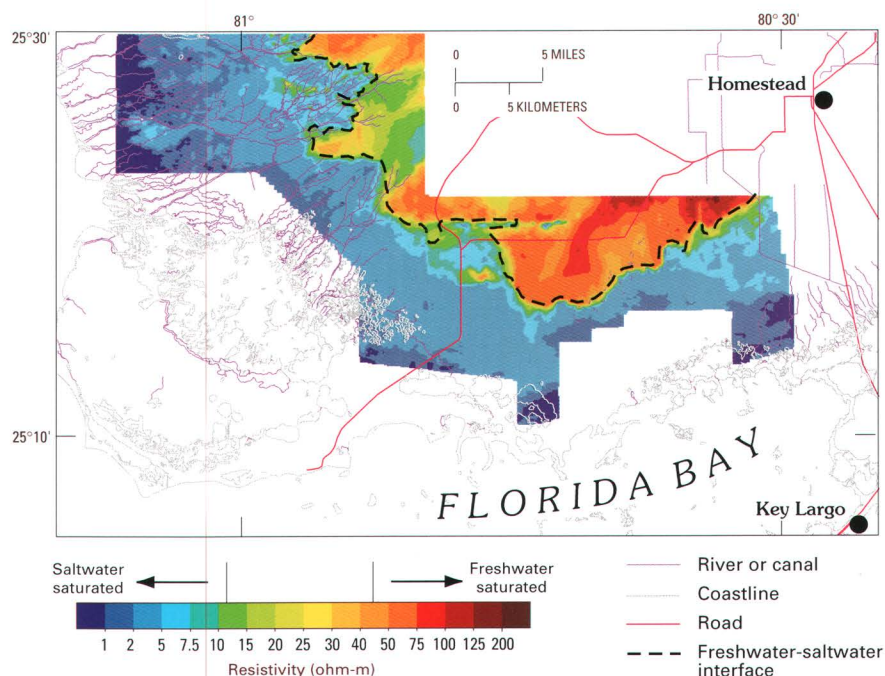 81°
80° 30'
25° 30'
0 5 MILES
0 5 KILOMETERS
Homestead
25° 10'
FLORIDA BAY
Key Largo
Saltwater saturated
Freshwater saturated
1 2 5 7.5 10 15 20 25 30 40 50 75 100 125 200
Resistivity (ohm-m)
River or canal
Coastline
Road
Freshwater-saltwater
interface